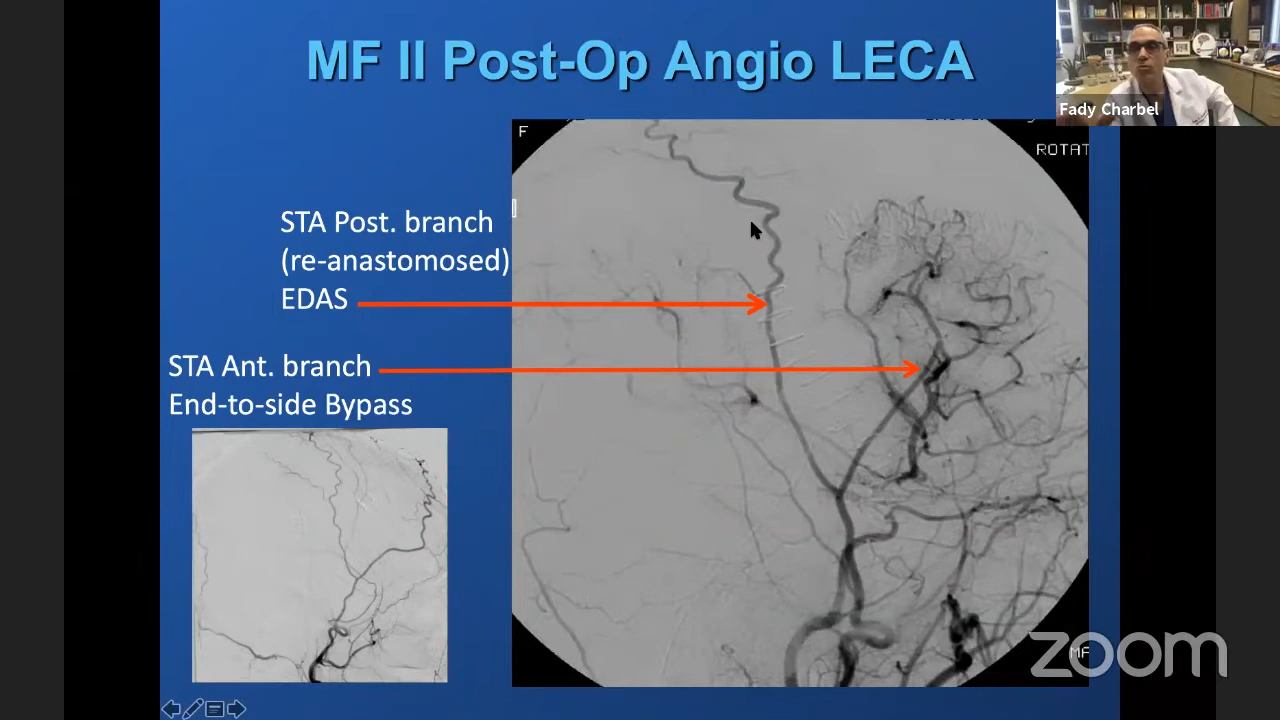 MF II Post-Op Angio LECA
Fady Charbel
F
ROTAT
STA Post. branch
(re-anastomosed)
EDAS
STA Ant. branch
End-to-side Bypass
MF
zoom